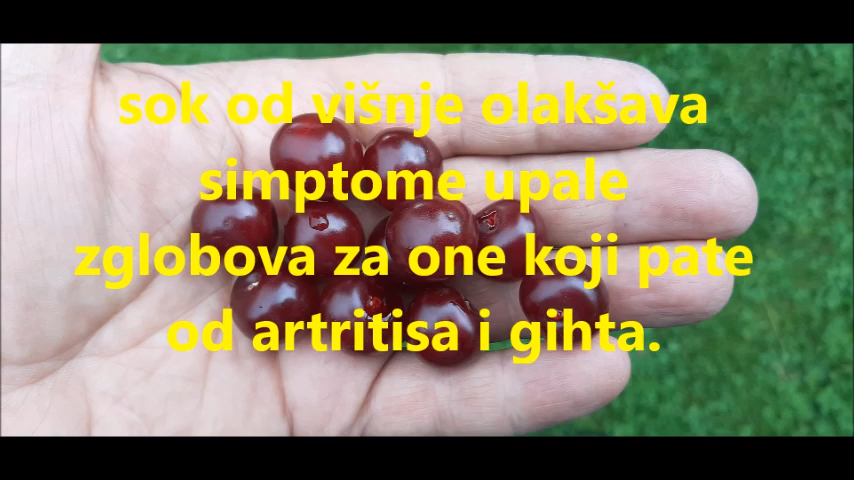 sok od višnje olakšava
simptome upale
zglobova za one koji pate
od artritisa i gihta.